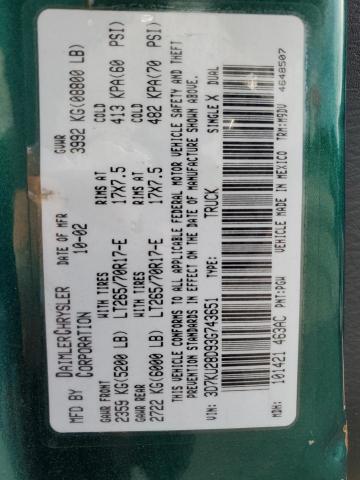 DAIMLERCHRYSLER CORPORATION
DATE OF MFR 10-02
GVWR 3992 KG(08800 LB)
GAWR FRONT WITH TIRES RIMS AT COLD
2359 KG(5200 LB) LT265/70R17-E 17X7.5 413 KPA(60 PSI)
GAWR REAR WITH TIRES RIMS AT COLD
2722 KG(6000 LB) LT265/70R17-E 17X7.5 482 KPA(70 PSI)
THIS VEHICLE CONFORMS TO ALL APPLICABLE FEDERAL MOTOR VEHICLE SAFETY AND THEFT
PREVENTION STANDARDS IN EFFECT ON THE DATE OF MANUFACTURE SHOWN ABOVE.
VIN: 3D7KU28D93G743651 TRUCK SINGLE X DUAL
MDH: 101421 463AC PNT:DGW VEHICLE MADE IN MEXICO TRM:M9DV
4648507